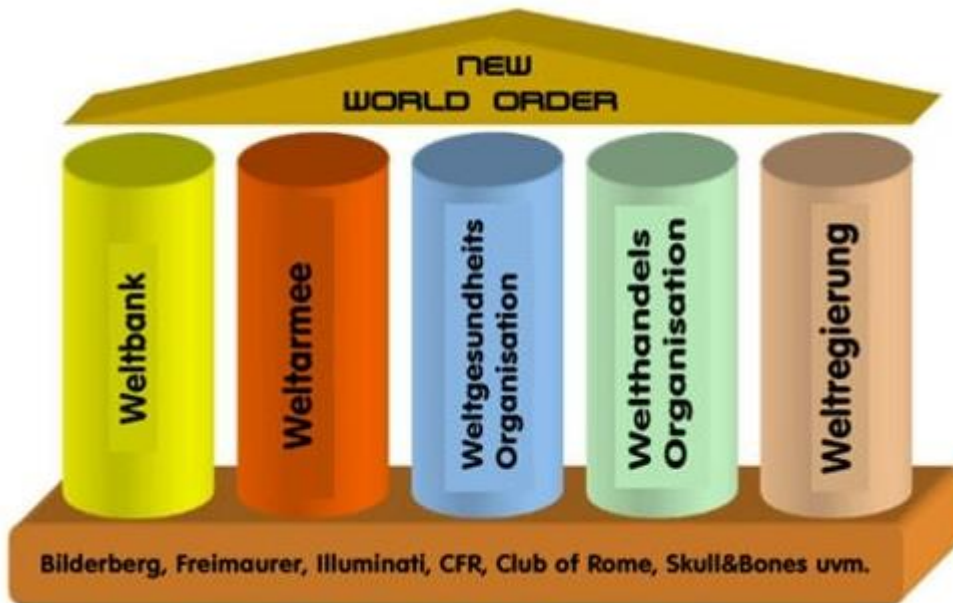 NEW
WORLD ORDER
Weltbank
Weltarmee
Weltgesundheits
Organisation
Welthandels
Organisation
Weltregierung
Bilderberg, Freimaurer, Illuminati, CFR, Club of Rome, Skull&Bones uvm.